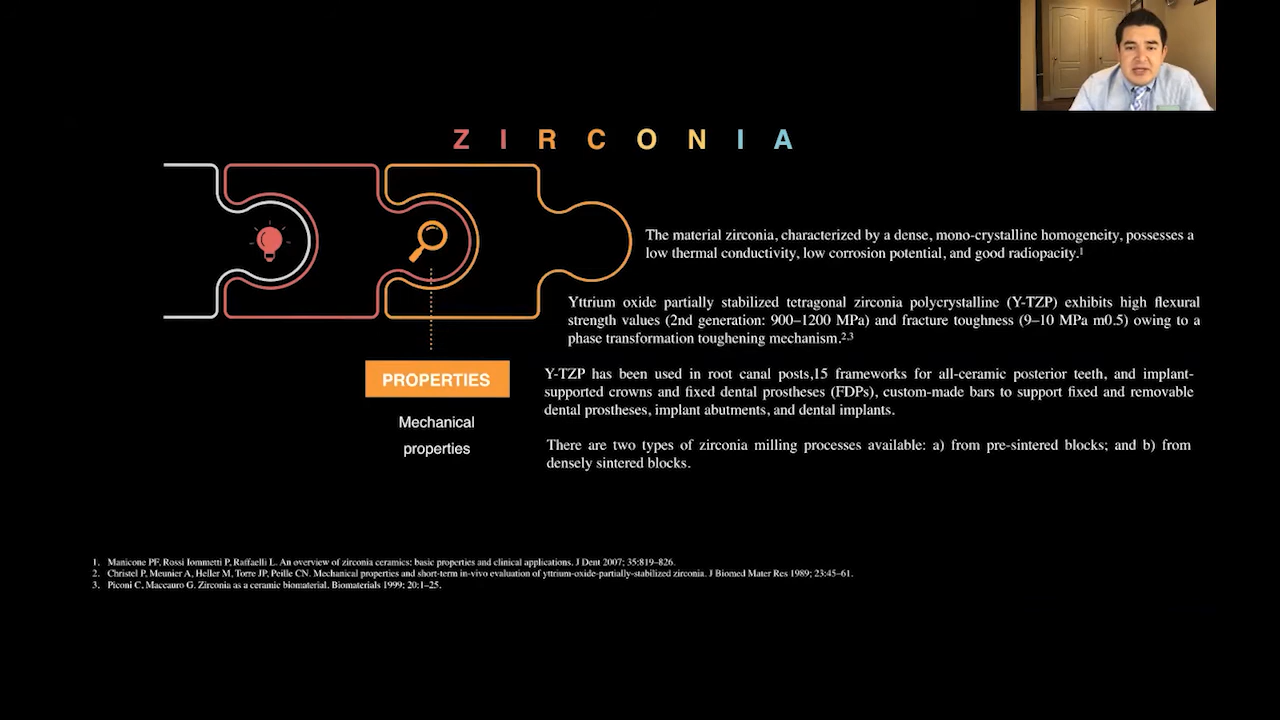 Z I R C O N I A
The material zirconia, characterized by a dense, mono-crystalline homogeneity, possesses a
low thermal conductivity, low corrosion potential, and good radiopacity.1
Yttrium oxide partially stabilized tetragonal zirconia polycrystalline (Y-TZP) exhibits high flexural
strength values (2nd generation: 900–1200 MPa) and fracture toughness (9–10 MPa m0.5) owing to a
phase transformation toughening mechanism.2,3
PROPERTIES
Mechanical
properties
Y-TZP has been used in root canal posts,15 frameworks for all-ceramic posterior teeth, and implant-
supported crowns and fixed dental prostheses (FDPs), custom-made bars to support fixed and removable
dental prostheses, implant abutments, and dental implants.
There are two types of zirconia milling processes available: a) from pre-sintered blocks; and b) from
densely sintered blocks.
1. Manicone PF, Rossi Iommetti P, Raffaelli L. An overview of zirconia ceramics: basic properties and clinical applications. J Dent 2007; 35:819–826.
2. Christel P, Meunier A, Heller M, Torre JP, Peille CN. Mechanical properties and short-term in-vivo evaluation of yttrium-oxide-partially-stabilized zirconia. J Biomed Mater Res 1989; 23:45–61.
3. Piconi C, Maccauro G. Zirconia as a ceramic biomaterial. Biomaterials 1999; 20:1–25.